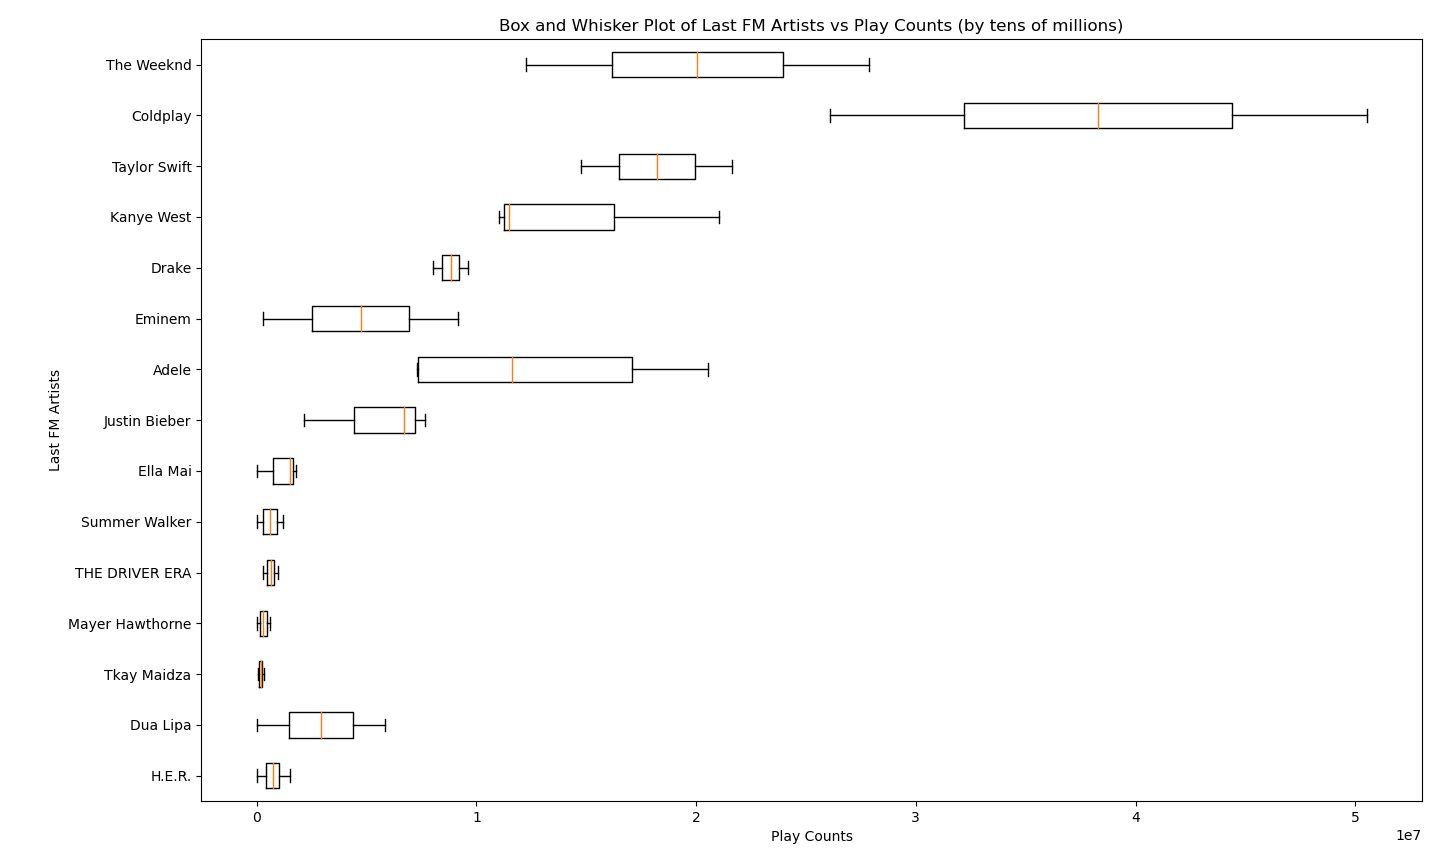 Box and Whisker Plot of Last FM Artists vs Play Counts (by tens of millions)
Last FM Artists
The Weeknd
Coldplay
Taylor Swift
Kanye West
Drake
Eminem
Adele
Justin Bieber
Ella Mai
Summer Walker
THE DRIVER ERA
Mayer Hawthorne
Tkay Maidza
Dua Lipa
H.E.R.
0 1 2 3 4 5
1e7
Play Counts